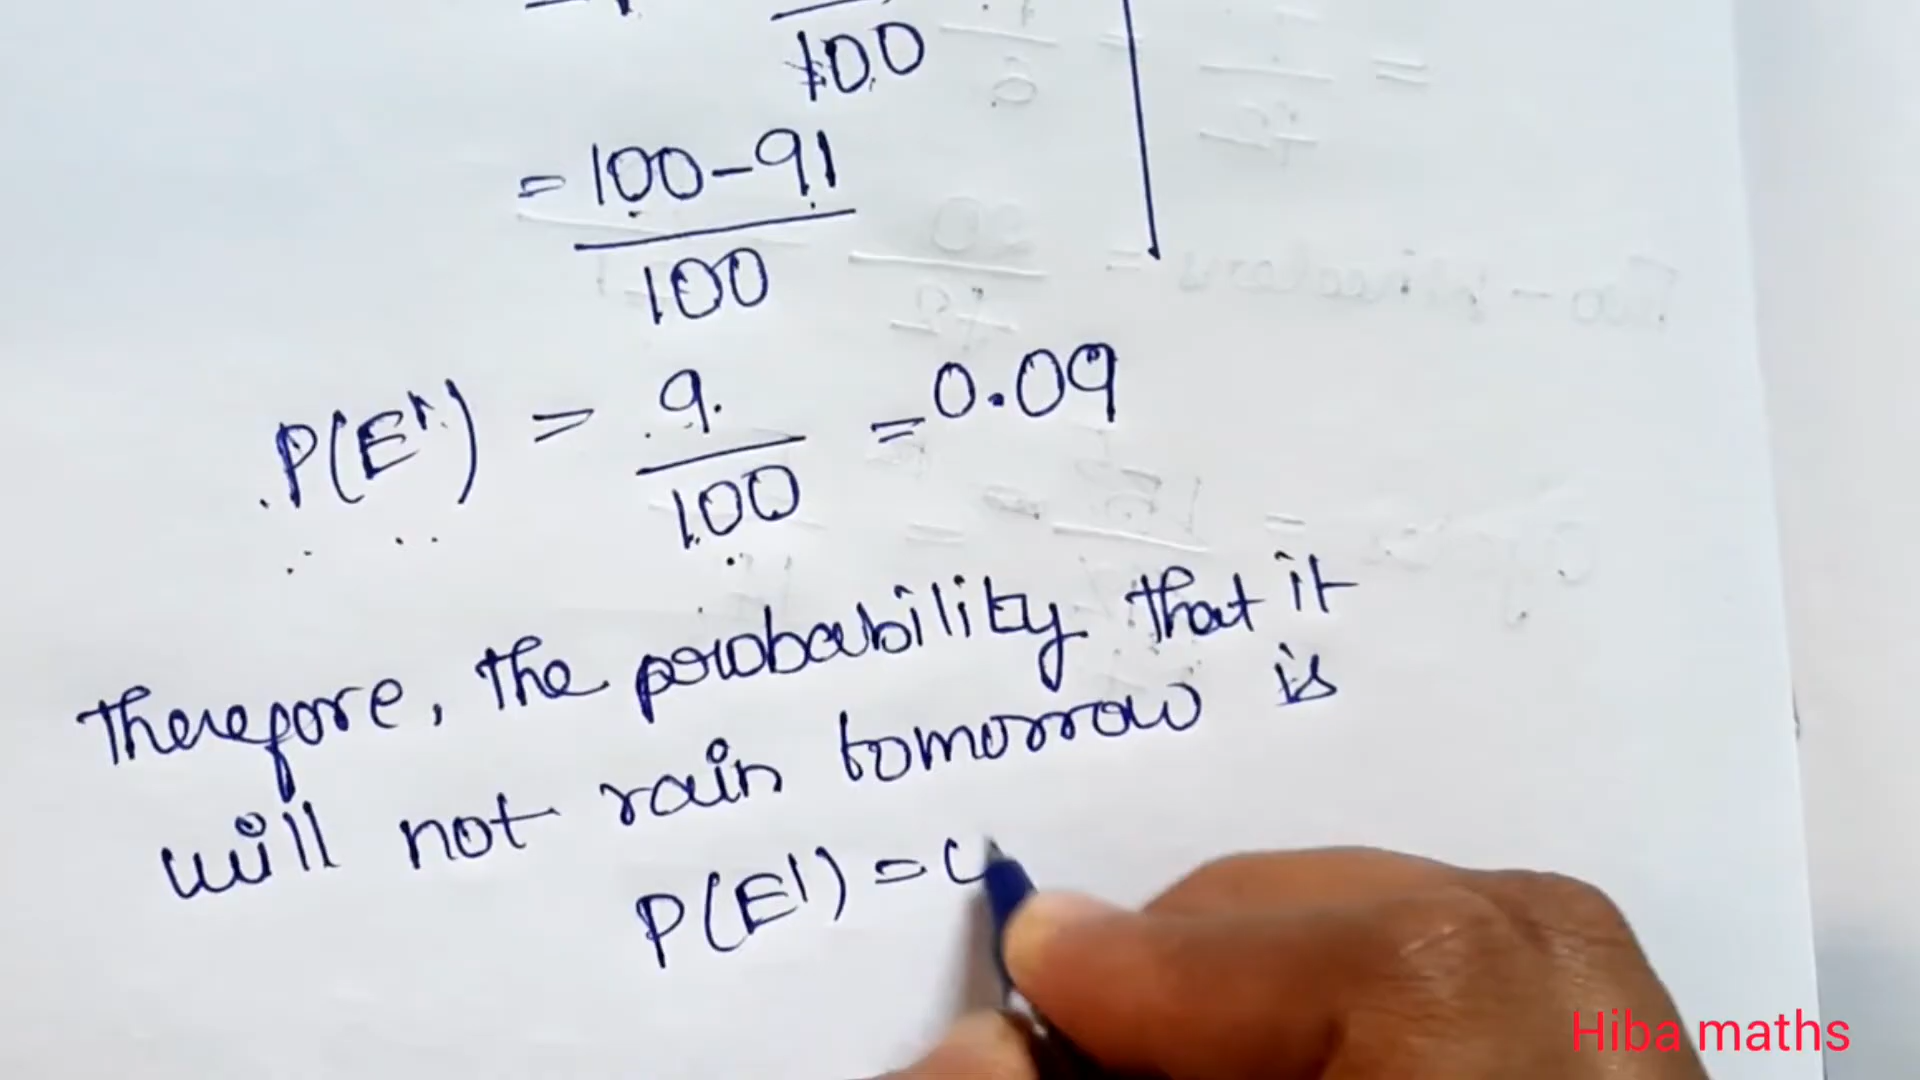 100
= 100-91
100
P(E') = 9 = 0.09
100
Therefore, the probability that it
will not rain tomorrow is
P(E') =
Hiba maths